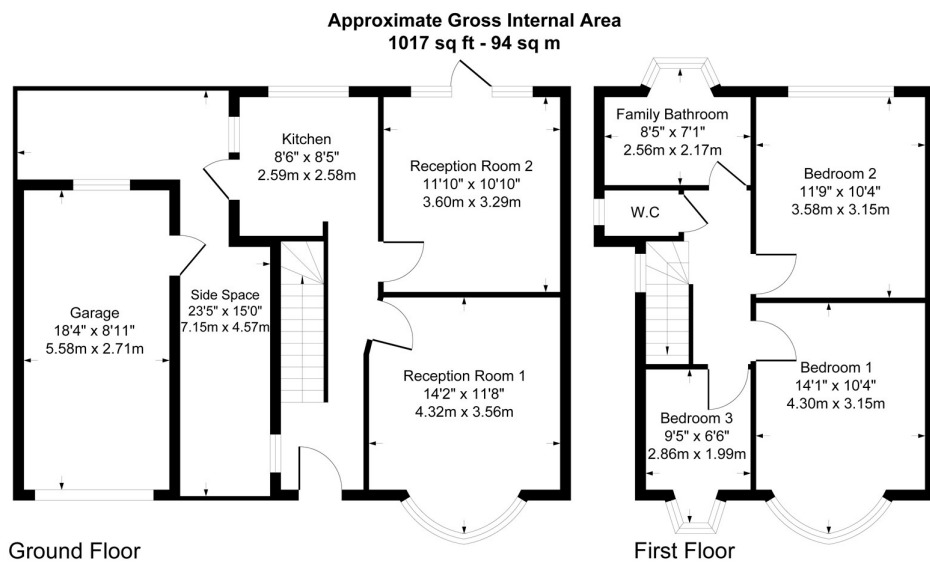 Approximate Gross Internal Area
1017 sq ft - 94 sq m
Kitchen
8'6" x 8'5"
2.59m x 2.58m
Reception Room 2
11'10" x 10'10"
3.60m x 3.29m
Garage
18'4" x 8'11"
5.58m x 2.71m
Side Space
23'5" x 15'0"
7.15m x 4.57m
Reception Room 1
14'2" x 11'8"
4.32m x 3.56m
Ground Floor
Family Bathroom
8'5" x 7'1"
2.56m x 2.17m
Bedroom 2
11'9" x 10'4"
3.58m x 3.15m
W.C
Bedroom 1
14'1" x 10'4"
4.30m x 3.15m
Bedroom 3
9'5" x 6'6"
2.86m x 1.99m
First Floor